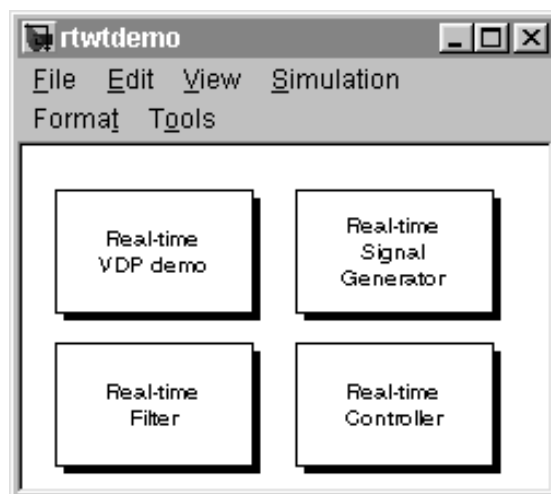 rtwtdemo
File Edit View Simulation
Format Tools
Real-time
VDP demo
Real-time
Signal
Generator
Real-time
Filter
Real-time
Controller